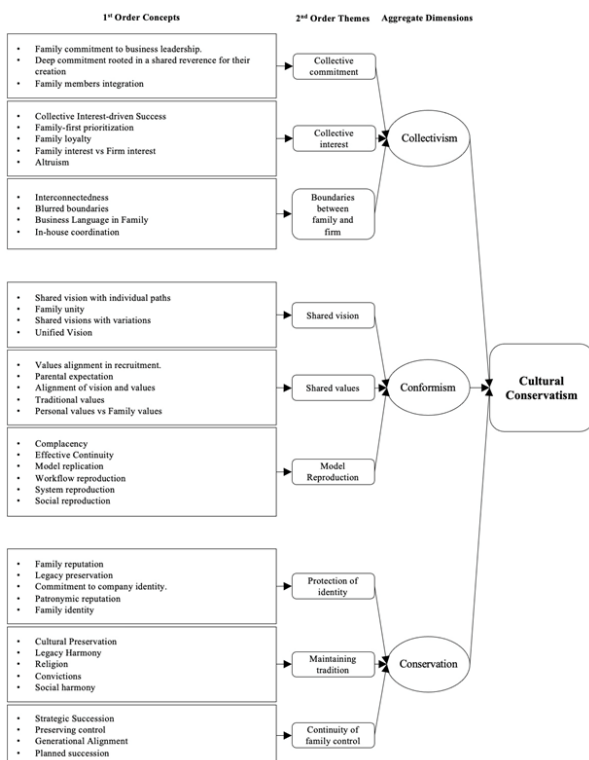 1st Order Concepts
2nd Order Themes
Aggregate Dimensions
• Family commitment to business leadership.
• Deep commitment rooted in a shared reverence for their
creation
• Family members integration
Collective
commitment
• Collective Interest-driven Success
• Family-first prioritization
• Family loyalty
• Family interest vs Firm interest
• Altruism
Collective
interest
Collectivism
• Interconnectedness
• Blurred boundaries
• Business Language in Family
• In-house coordination
Boundaries
between
family and
firm
• Shared vision with individual paths
• Family unity
• Shared visions with variations
• Unified Vision
Shared vision
• Values alignment in recruitment.
• Parental expectation
• Alignment of vision and values
• Traditional values
• Personal values vs Family values
Shared values
Conformism
Cultural
Conservatism
• Complacency
• Effective Continuity
• Model replication
• Workflow reproduction
• System reproduction
• Social reproduction
Model
Reproduction
• Family reputation
• Legacy preservation
• Commitment to company identity.
• Patronymic reputation
• Family identity
Protection of
identity
• Cultural Preservation
• Legacy Harmony
• Religion
• Convictions
• Social harmony
Maintaining
tradition
Conservation
• Strategic Succession
• Preserving control
• Generational Alignment
• Planned succession
Continuity of
family control